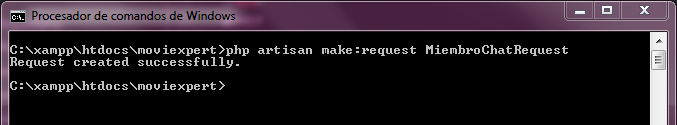 Procesador de comandos de Windows
C:\xampp\htdocs\moviexpert>php artisan make:request MiembroChatRequest
Request created successfully.
C:\xampp\htdocs\moviexpert>